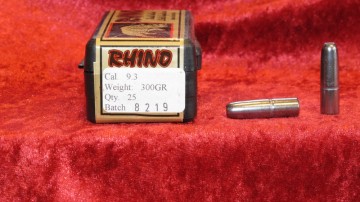 RHINO
Cal. 9.3
Weight. 300GR.
Qty. 25
Batch 8219